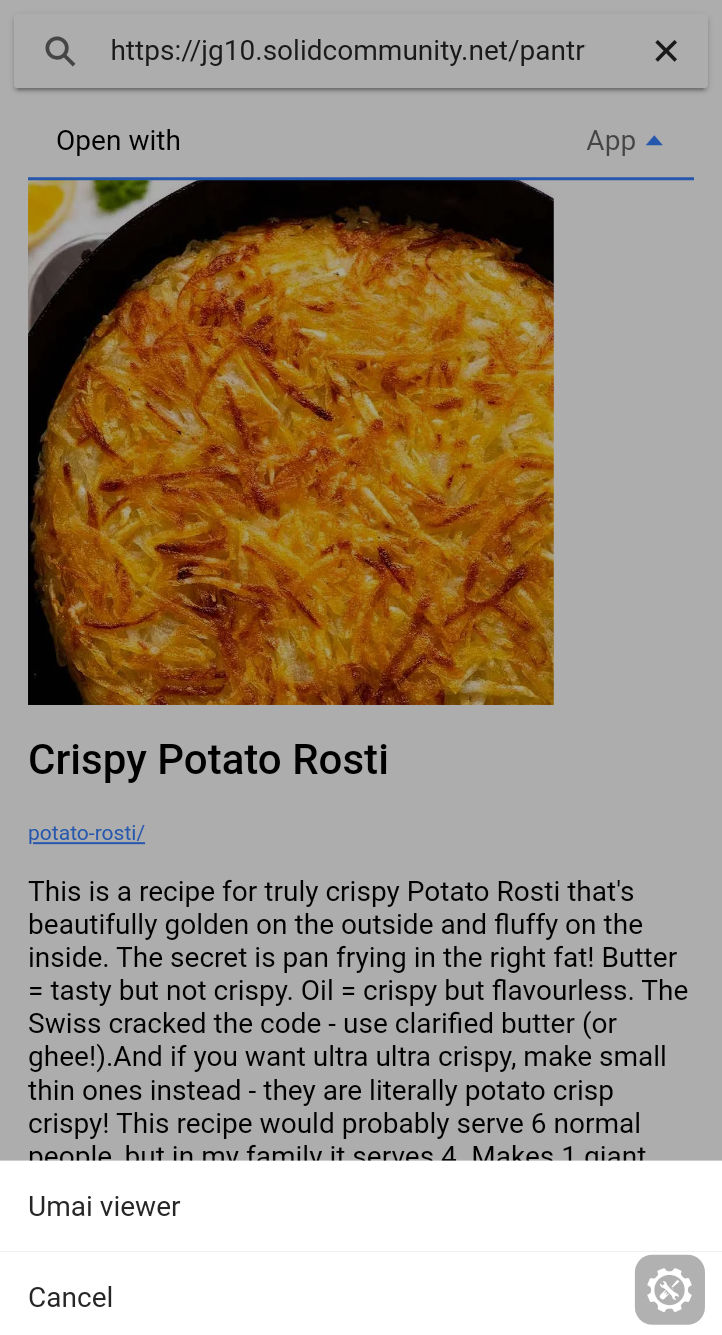 https://jg10.solidcommunity.net/pantr
Open with
App
Crispy Potato Rosti
potato-rosti/
This is a recipe for truly crispy Potato Rosti that's
beautifully golden on the outside and fluffy on the
inside. The secret is pan frying in the right fat! Butter
= tasty but not crispy. Oil = crispy but flavourless. The
Swiss cracked the code - use clarified butter (or
ghee!).And if you want ultra ultra crispy, make small
thin ones instead - they are literally potato crisp
crispy! This recipe would probably serve 6 normal
people, but in my family it serves 4. Makes 1 giant
Umai viewer
Cancel